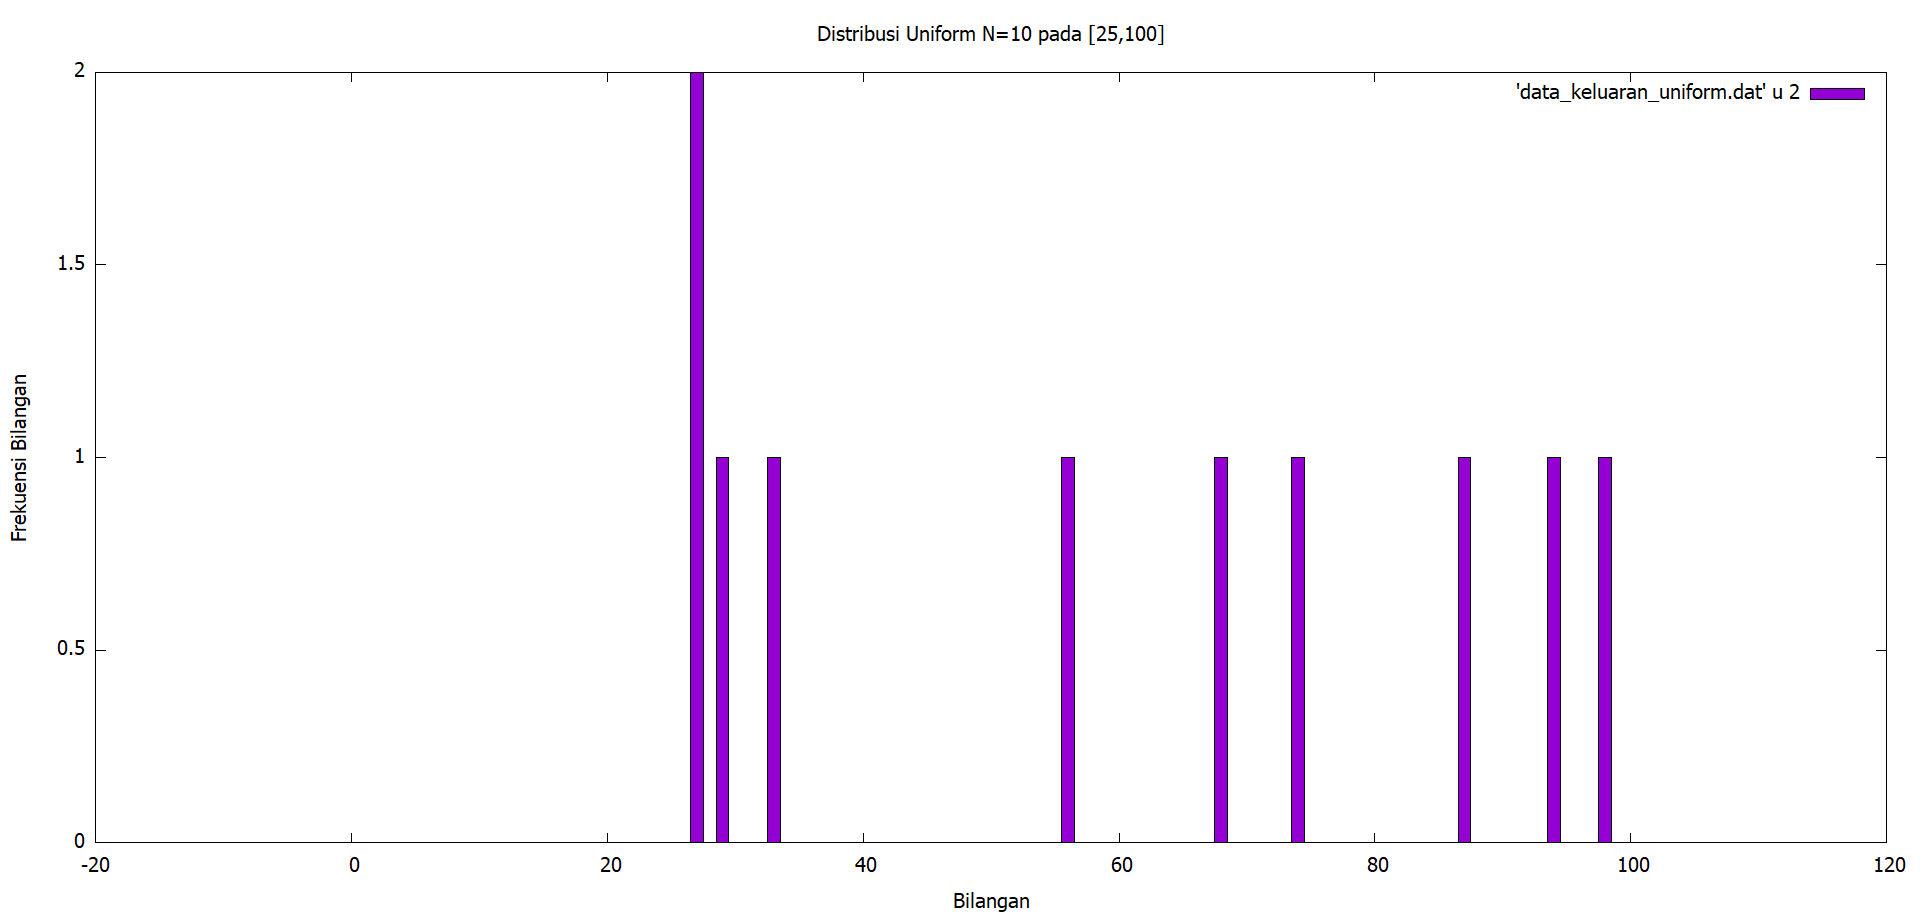 Distribusi Uniform N=10 pada [25,100]
'data_keluaran_uniform.dat' u 2
2
1.5
1
0.5
0
Frekuensi Bilangan
-20 0 20 40 60 80 100 120
Bilangan